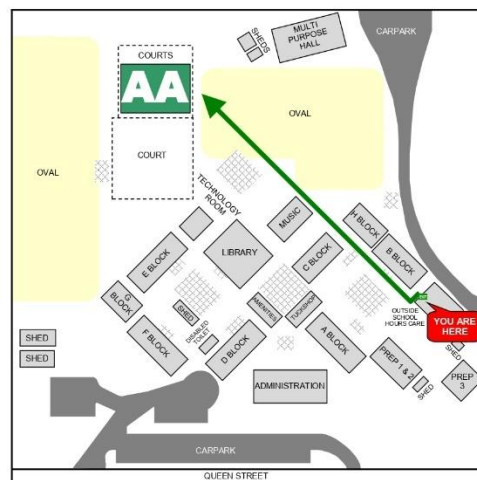 CARPARK
MULTI
PURPOSE
HALL
SHEDS
COURTS
AA
OVAL
COURT
OVAL
TECHNOLOGY
ROOM
MUSIC
H BLOCK
B BLOCK
LIBRARY
E BLOCK
C BLOCK
G
BLOCK
SHED
AMENITIES
TUCKSHOP
OUTSIDE
SCHOOL
HOURS CARE
YOU ARE
HERE
SHED
SHED
F BLOCK
DISABLED
TOILET
D BLOCK
A BLOCK
PREP 1 & 2
SHED
SHED
PREP
3
ADMINISTRATION
CARPARK
QUEEN STREET